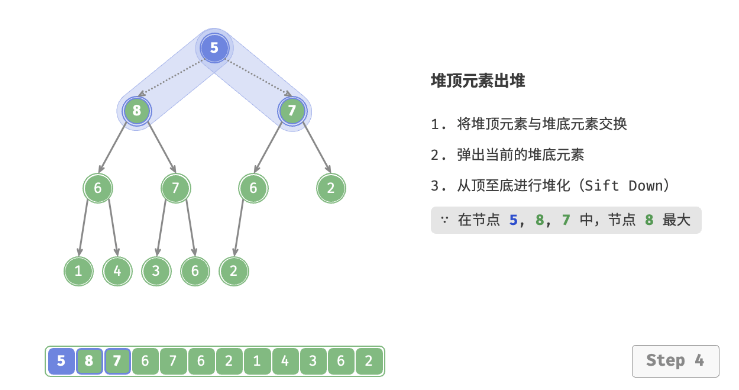 5
8 7
6 7 6 2
1 4 3 6 2
堆顶元素出堆
1. 将堆顶元素与堆底元素交换
2. 弹出当前的堆底元素
3. 从顶至底进行堆化（Sift Down）
∵ 在节点 5, 8, 7 中，节点 8 最大
5 8 7 6 7 6 2 1 4 3 6 2
Step 4